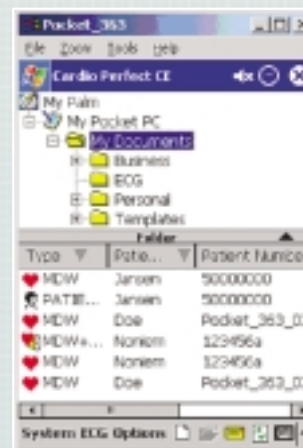 Pocket_363
File Zoom Tools Help
Cardio Perfect CE
My Palm
My Pocket PC
My Documents
Business
ECG
Personal
Templates
Folder
Type Patie... Patient Number
MDW Jansen 50000000
PATIE... Jansen 50000000
MDW Doe Pocket_363_0
MDW+... Noniem 123456a
MDW Noniem 123456a
MDW Doe Pocket_363_0
System ECG Options